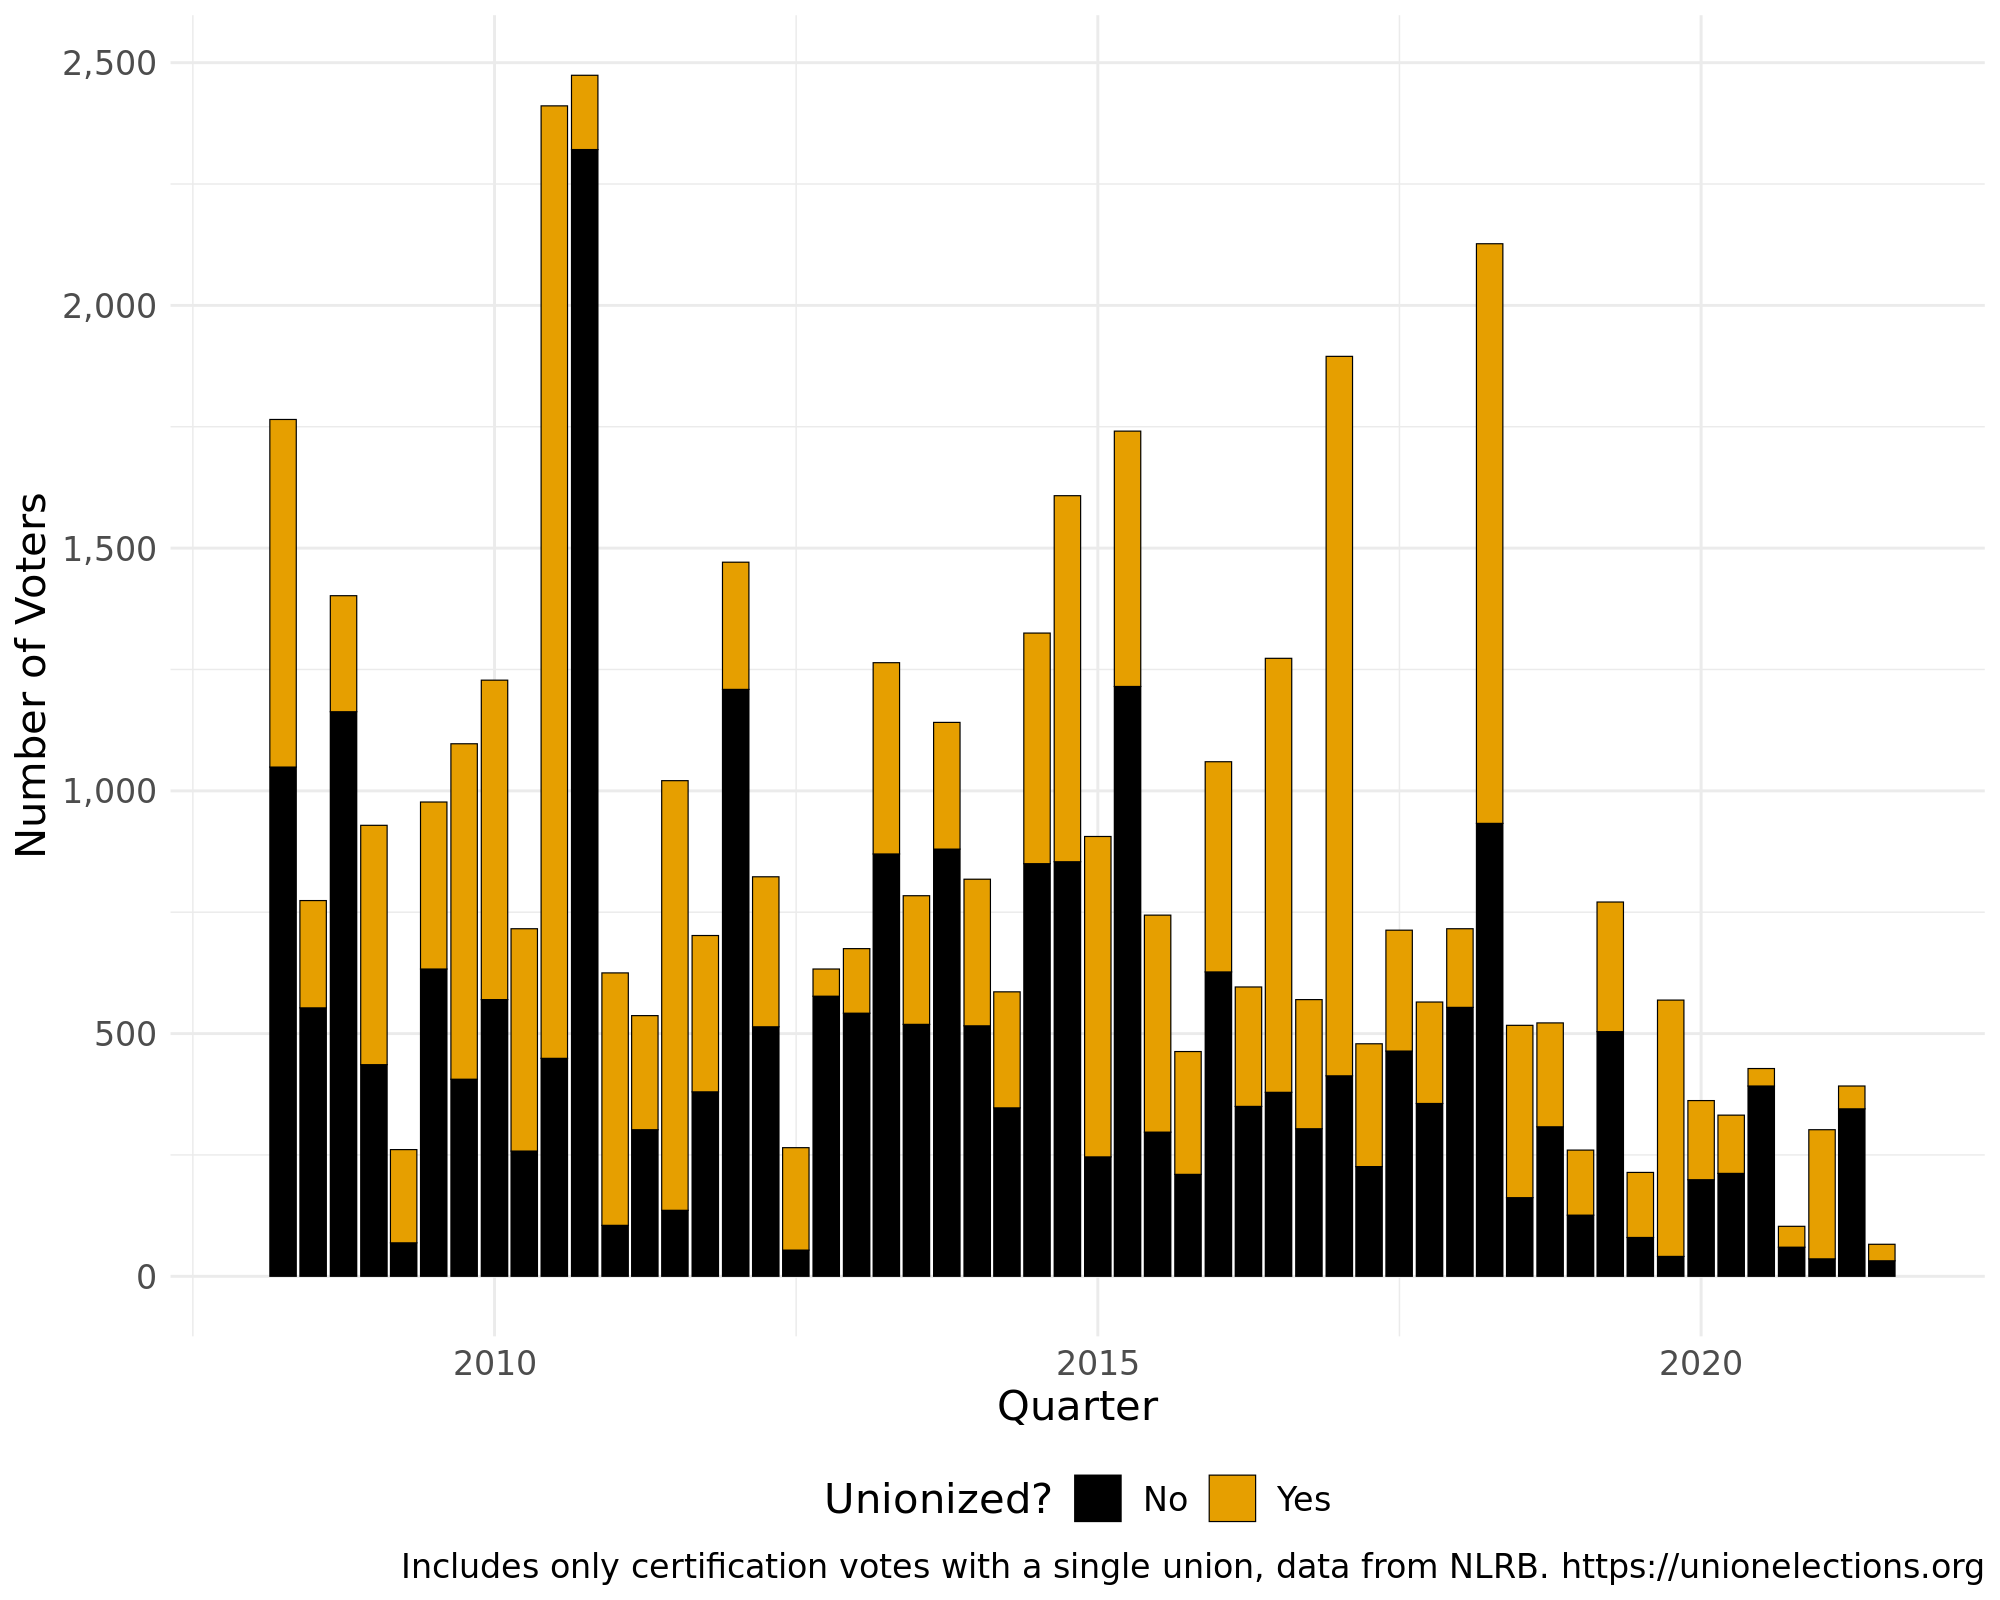 2,500
2,000
1,500
1,000
500
0
Number of Voters
2010 2015 2020
Quarter
Unionized? No Yes
Includes only certification votes with a single union, data from NLRB. https://unionelections.org